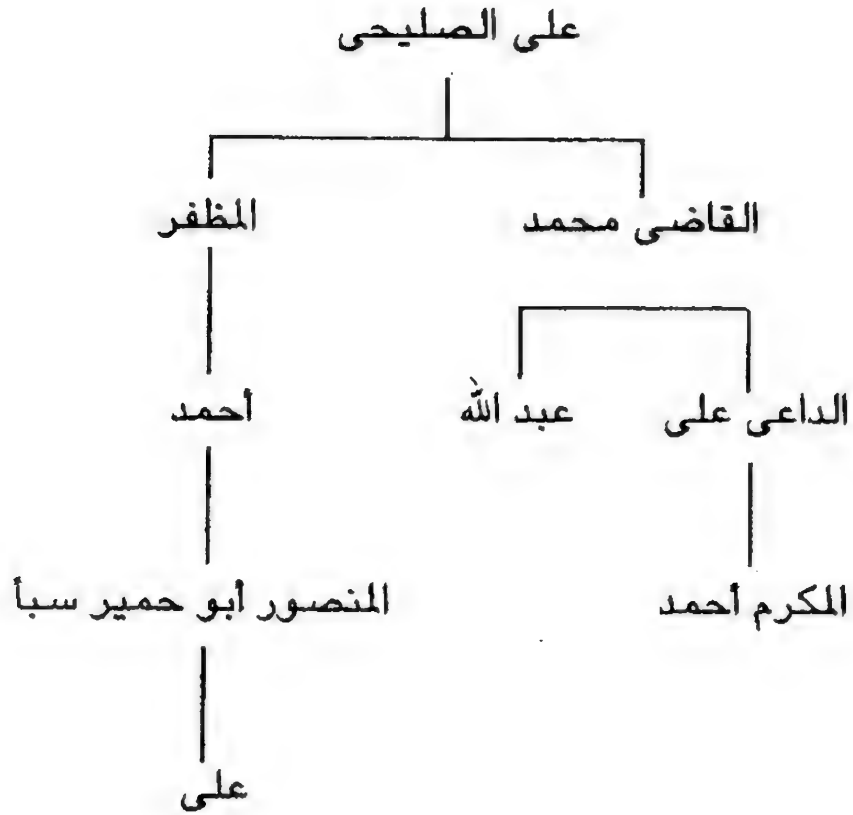 على الصليحى
القاضى محمد المظفر
الداعى على عبد الله أحمد
المكرم أحمد المنصور أبو حمير سبأ
على